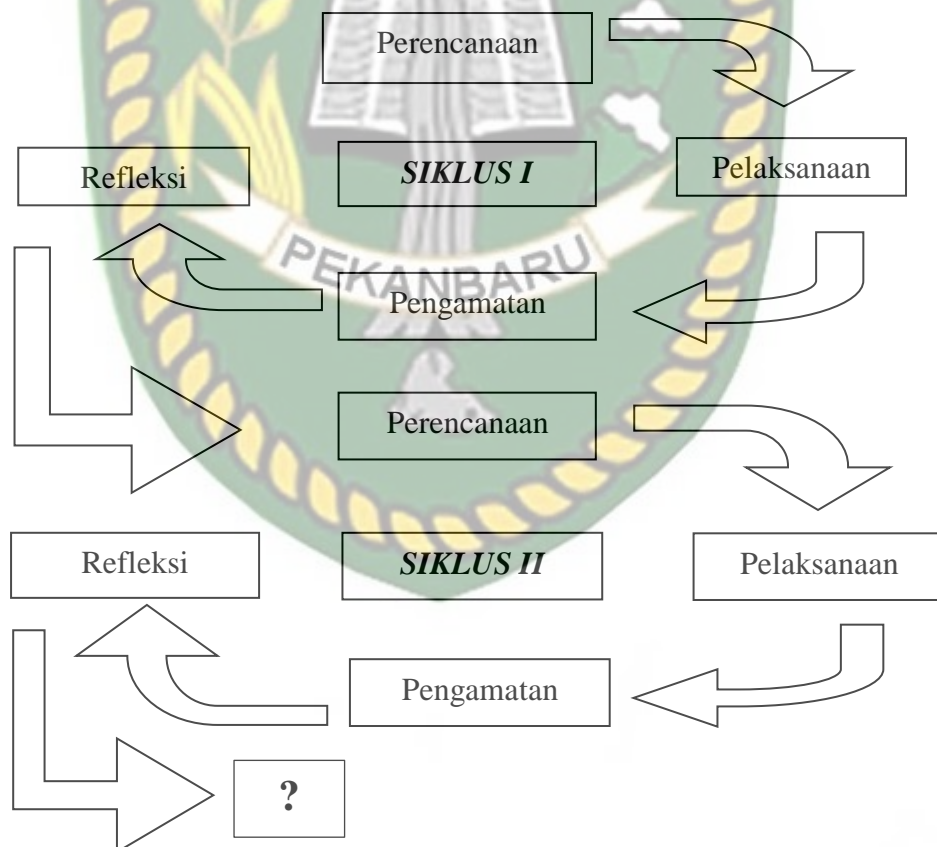 Perencanaan
Refleksi
SIKLUS I
Pelaksanaan
PEKANBARU
Pengamatan
Perencanaan
Refleksi
SIKLUS II
Pelaksanaan
Pengamatan
?